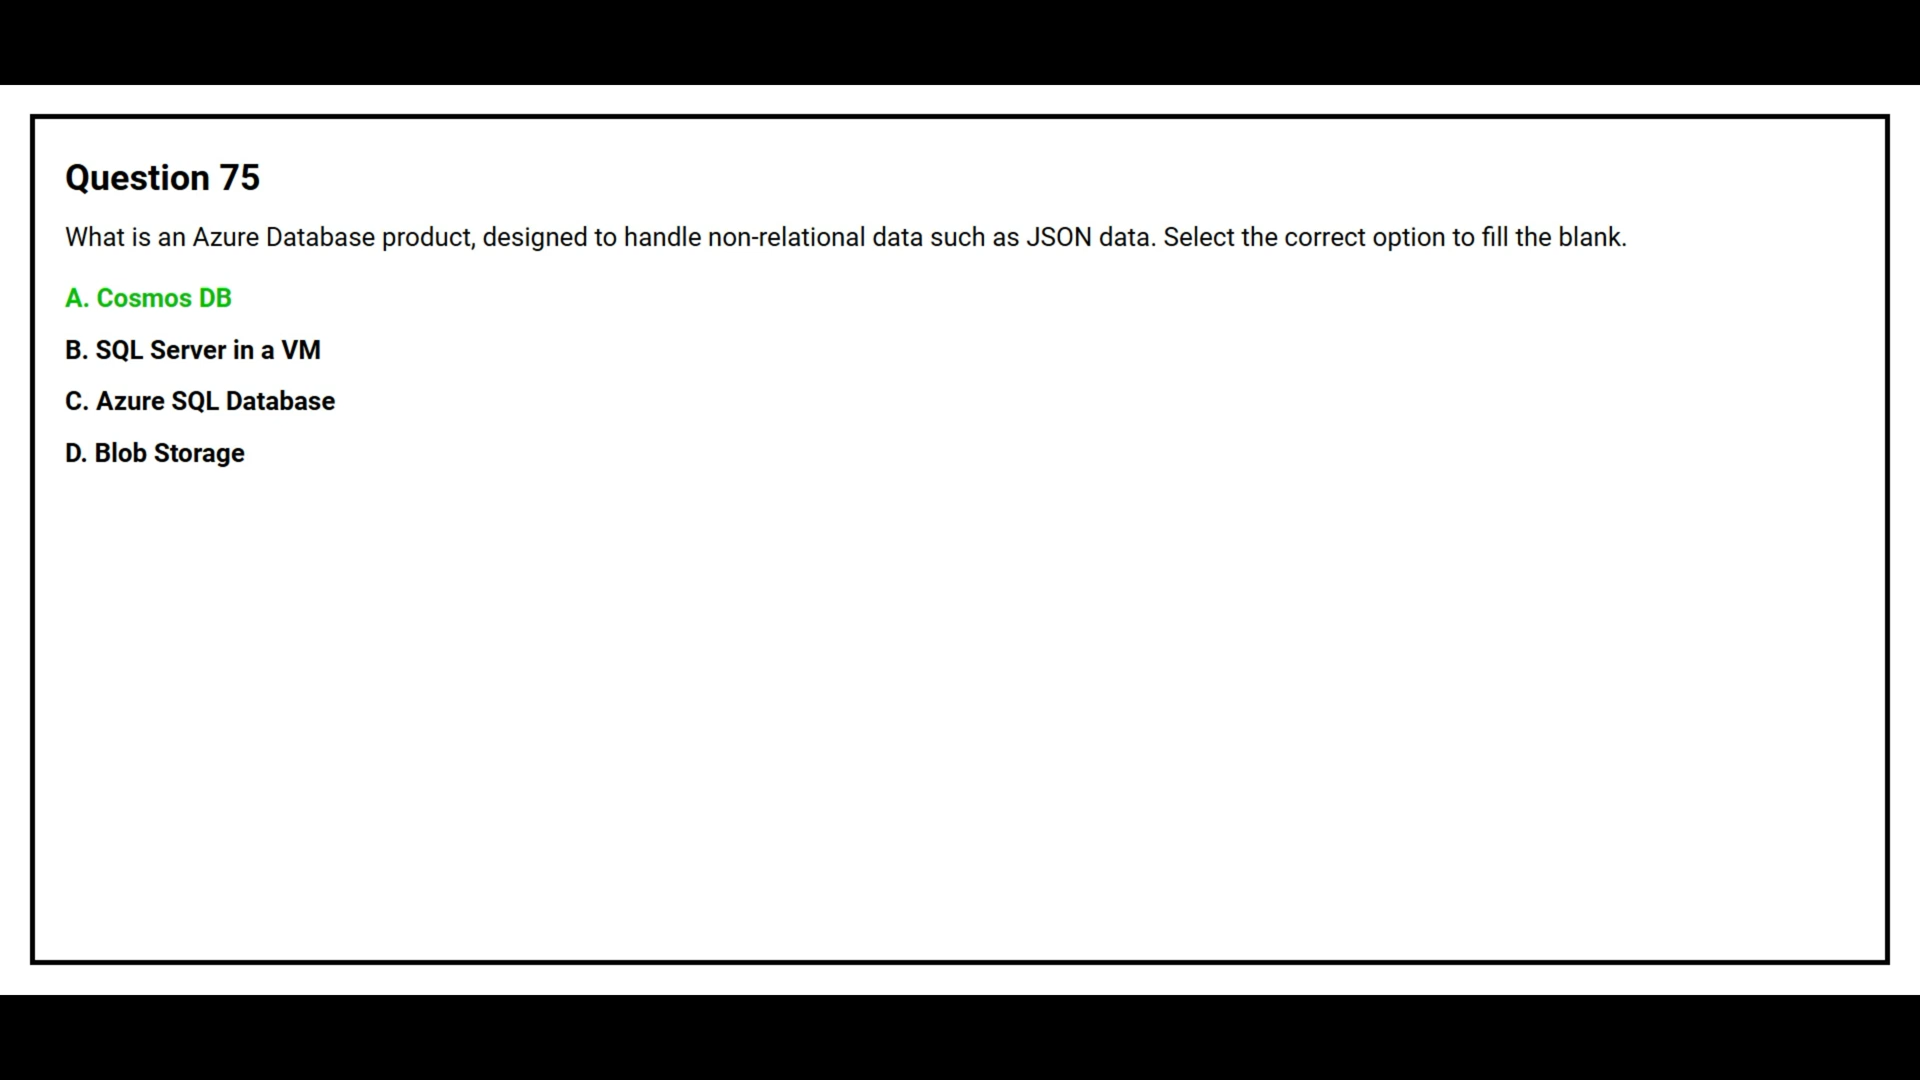 Question 75
What is an Azure Database product, designed to handle non-relational data such as JSON data. Select the correct option to fill the blank.
A. Cosmos DB
B. SQL Server in a VM
C. Azure SQL Database
D. Blob Storage